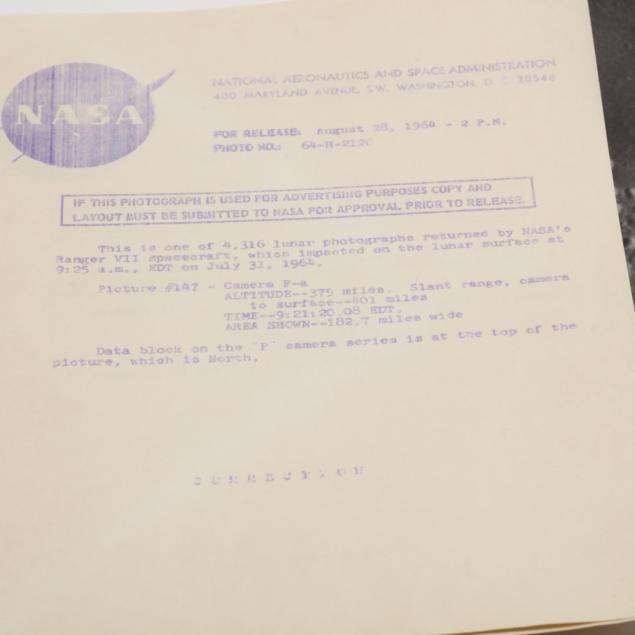 NASA
NATIONAL AERONAUTICS AND SPACE ADMINISTRATION
400 MARYLAND AVENUE, S.W. WASHINGTON, D. C. 20546
FOR RELEASE: August 28, 1964 - 2 P.M.
PHOTO NO.:
IF THIS PHOTOGRAPH IS USED FOR ADVERTISING PURPOSES COPY AND
LAYOUT MUST BE SUBMITTED TO NASA FOR APPROVAL PRIOR TO RELEASE.
This is one of 4,316 lunar photographs returned by NASA's
Ranger VII spacecraft, which impacted on the lunar surface at
9:25 a.m., EDT on July 31, 1964.
Picture #147 - Camera P-a
ALTITUDE--375 miles. Slant range, camera
to surface--401 miles
TIME--9:21:20.08 EDT.
AREA SHOWN--182.7 miles wide
Data block on the "P" camera series is at the top of the
picture, which is North.
CORRECTION